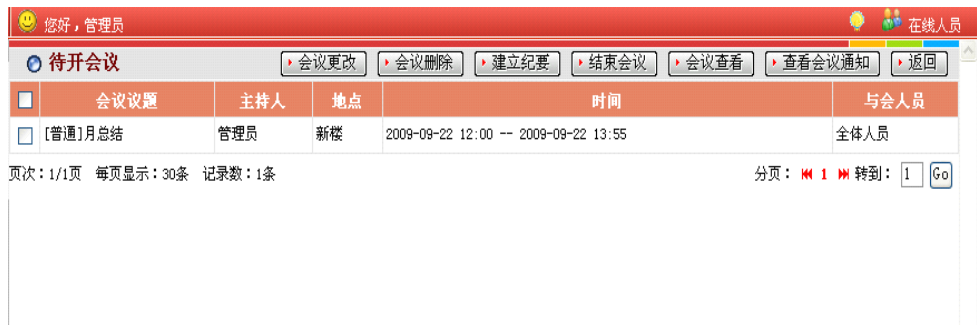 您好，管理员 在线人员
待开会议 会议更改 会议删除 建立纪要 结束会议 会议查看 查看会议通知 返回
会议议题 主持人 地点 时间 与会人员
[普通]月总结 管理员 新楼 2009-09-22 12:00 -- 2009-09-22 13:55 全体人员
页次：1/1页 每页显示：30条 记录数：1条 分页： 1 转到： 1 Go